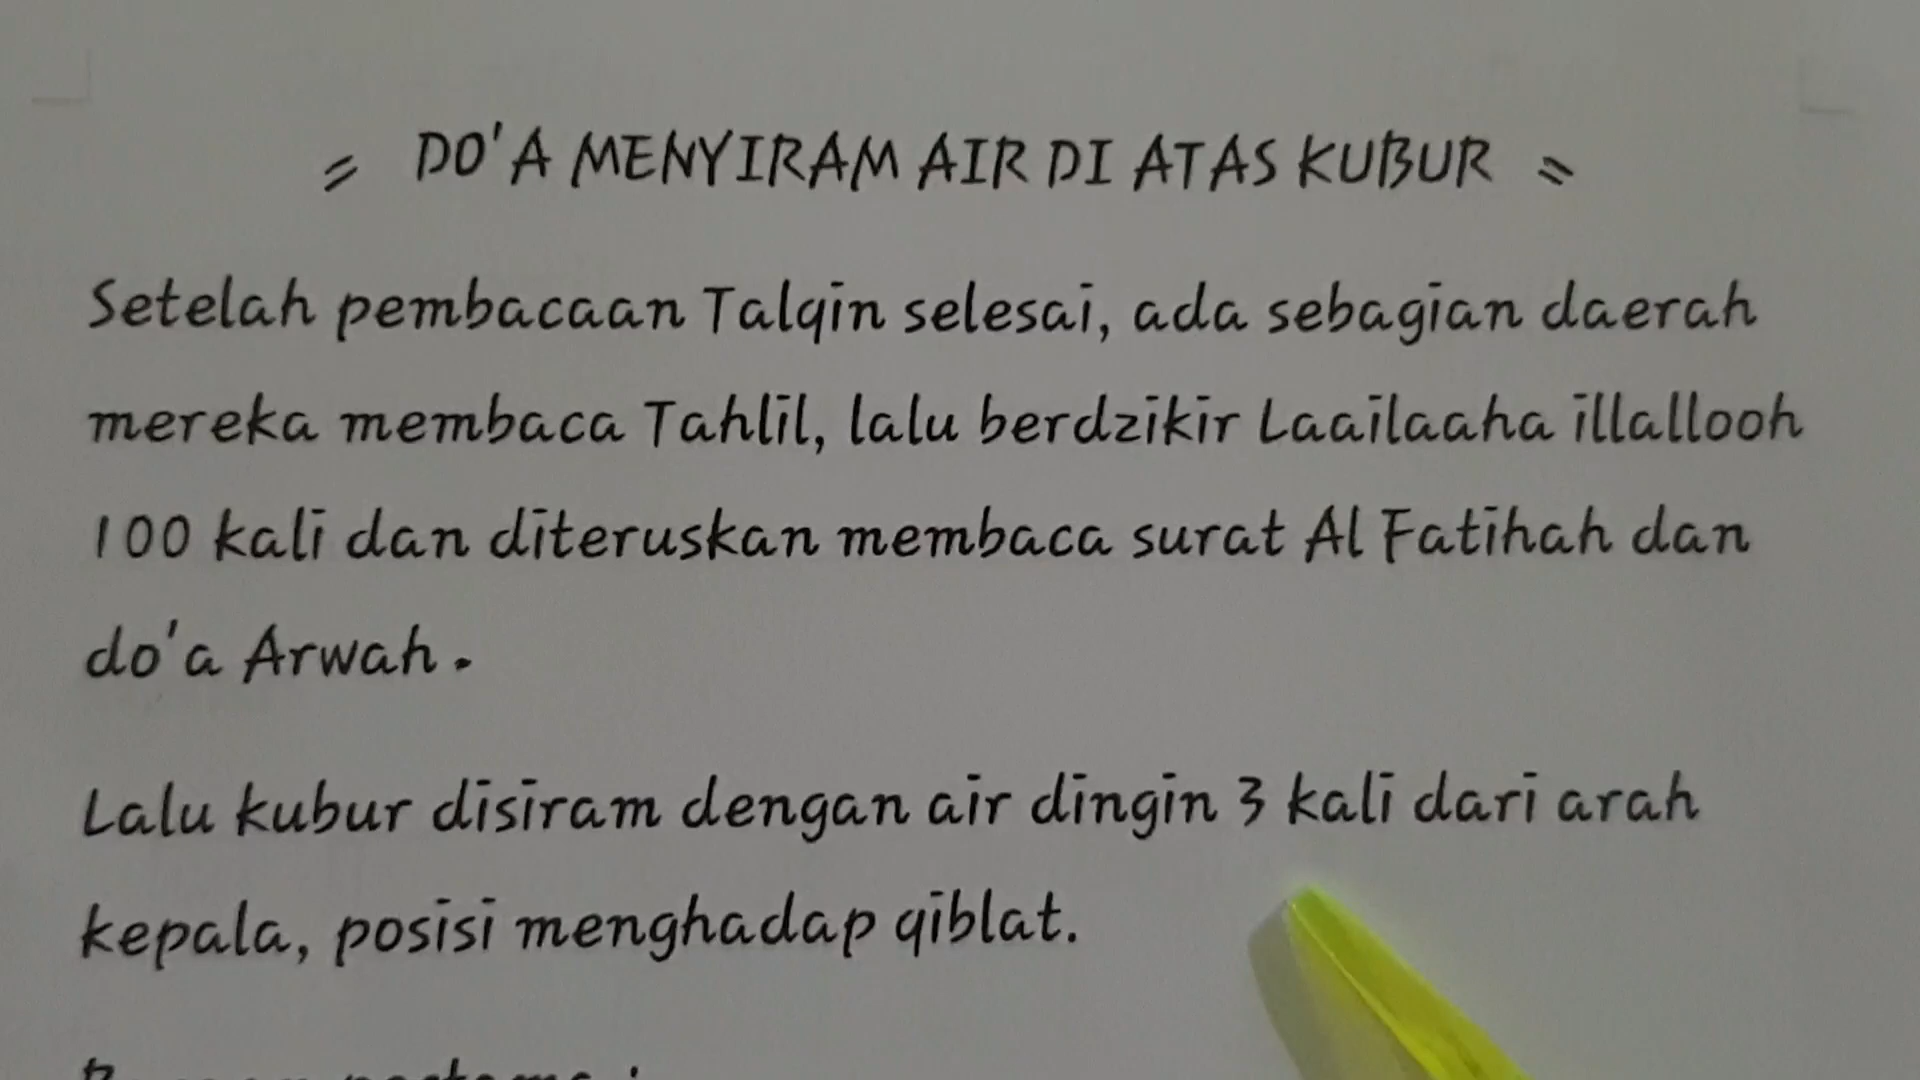 = DO'A MENYIRAM AIR DI ATAS KUBUR =
Setelah pembacaan Talqin selesai, ada sebagian daerah
mereka membaca Tahlil, lalu berdzikir Laailaaha illallooh
100 kali dan diteruskan membaca surat Al Fatihah dan
do'a Arwah.
Lalu kubur disiram dengan air dingin 3 kali dari arah
kepala, posisi menghadap qiblat.